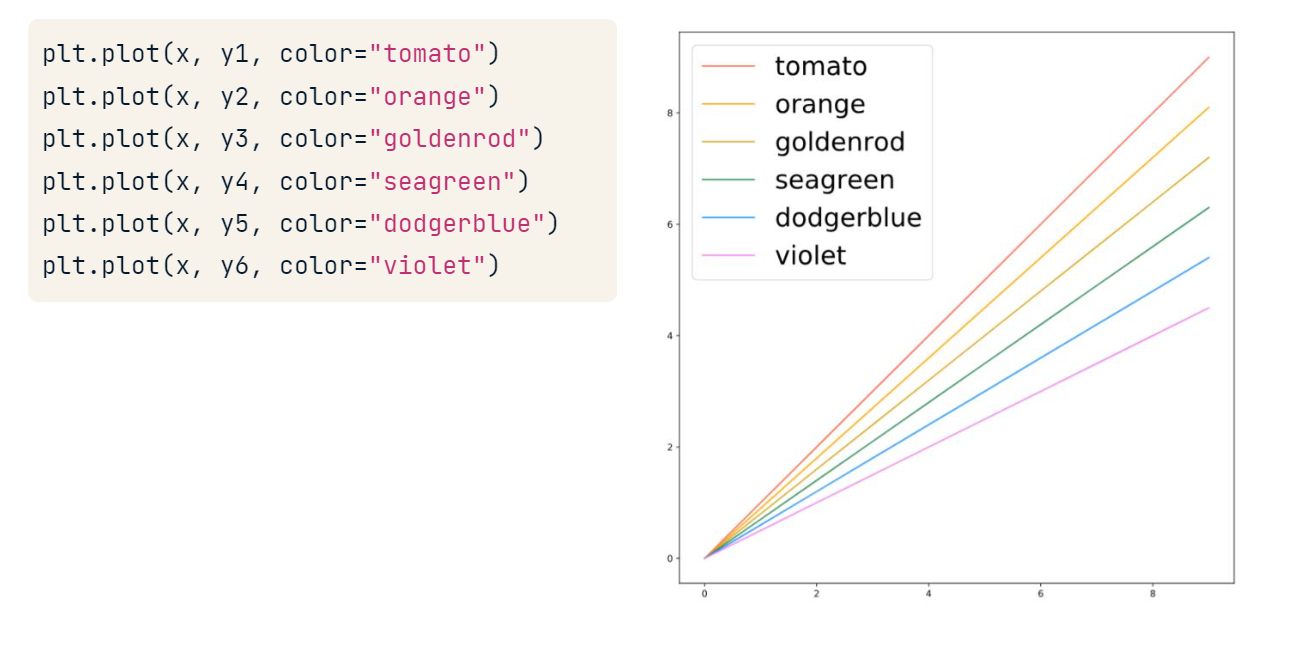 plt.plot(x, y1, color="tomato")
plt.plot(x, y2, color="orange")
plt.plot(x, y3, color="goldenrod")
plt.plot(x, y4, color="seagreen")
plt.plot(x, y5, color="dodgerblue")
plt.plot(x, y6, color="violet")
tomato
orange
goldenrod
seagreen
dodgerblue
violet
8
6
4
2
0
0 2 4 6 8